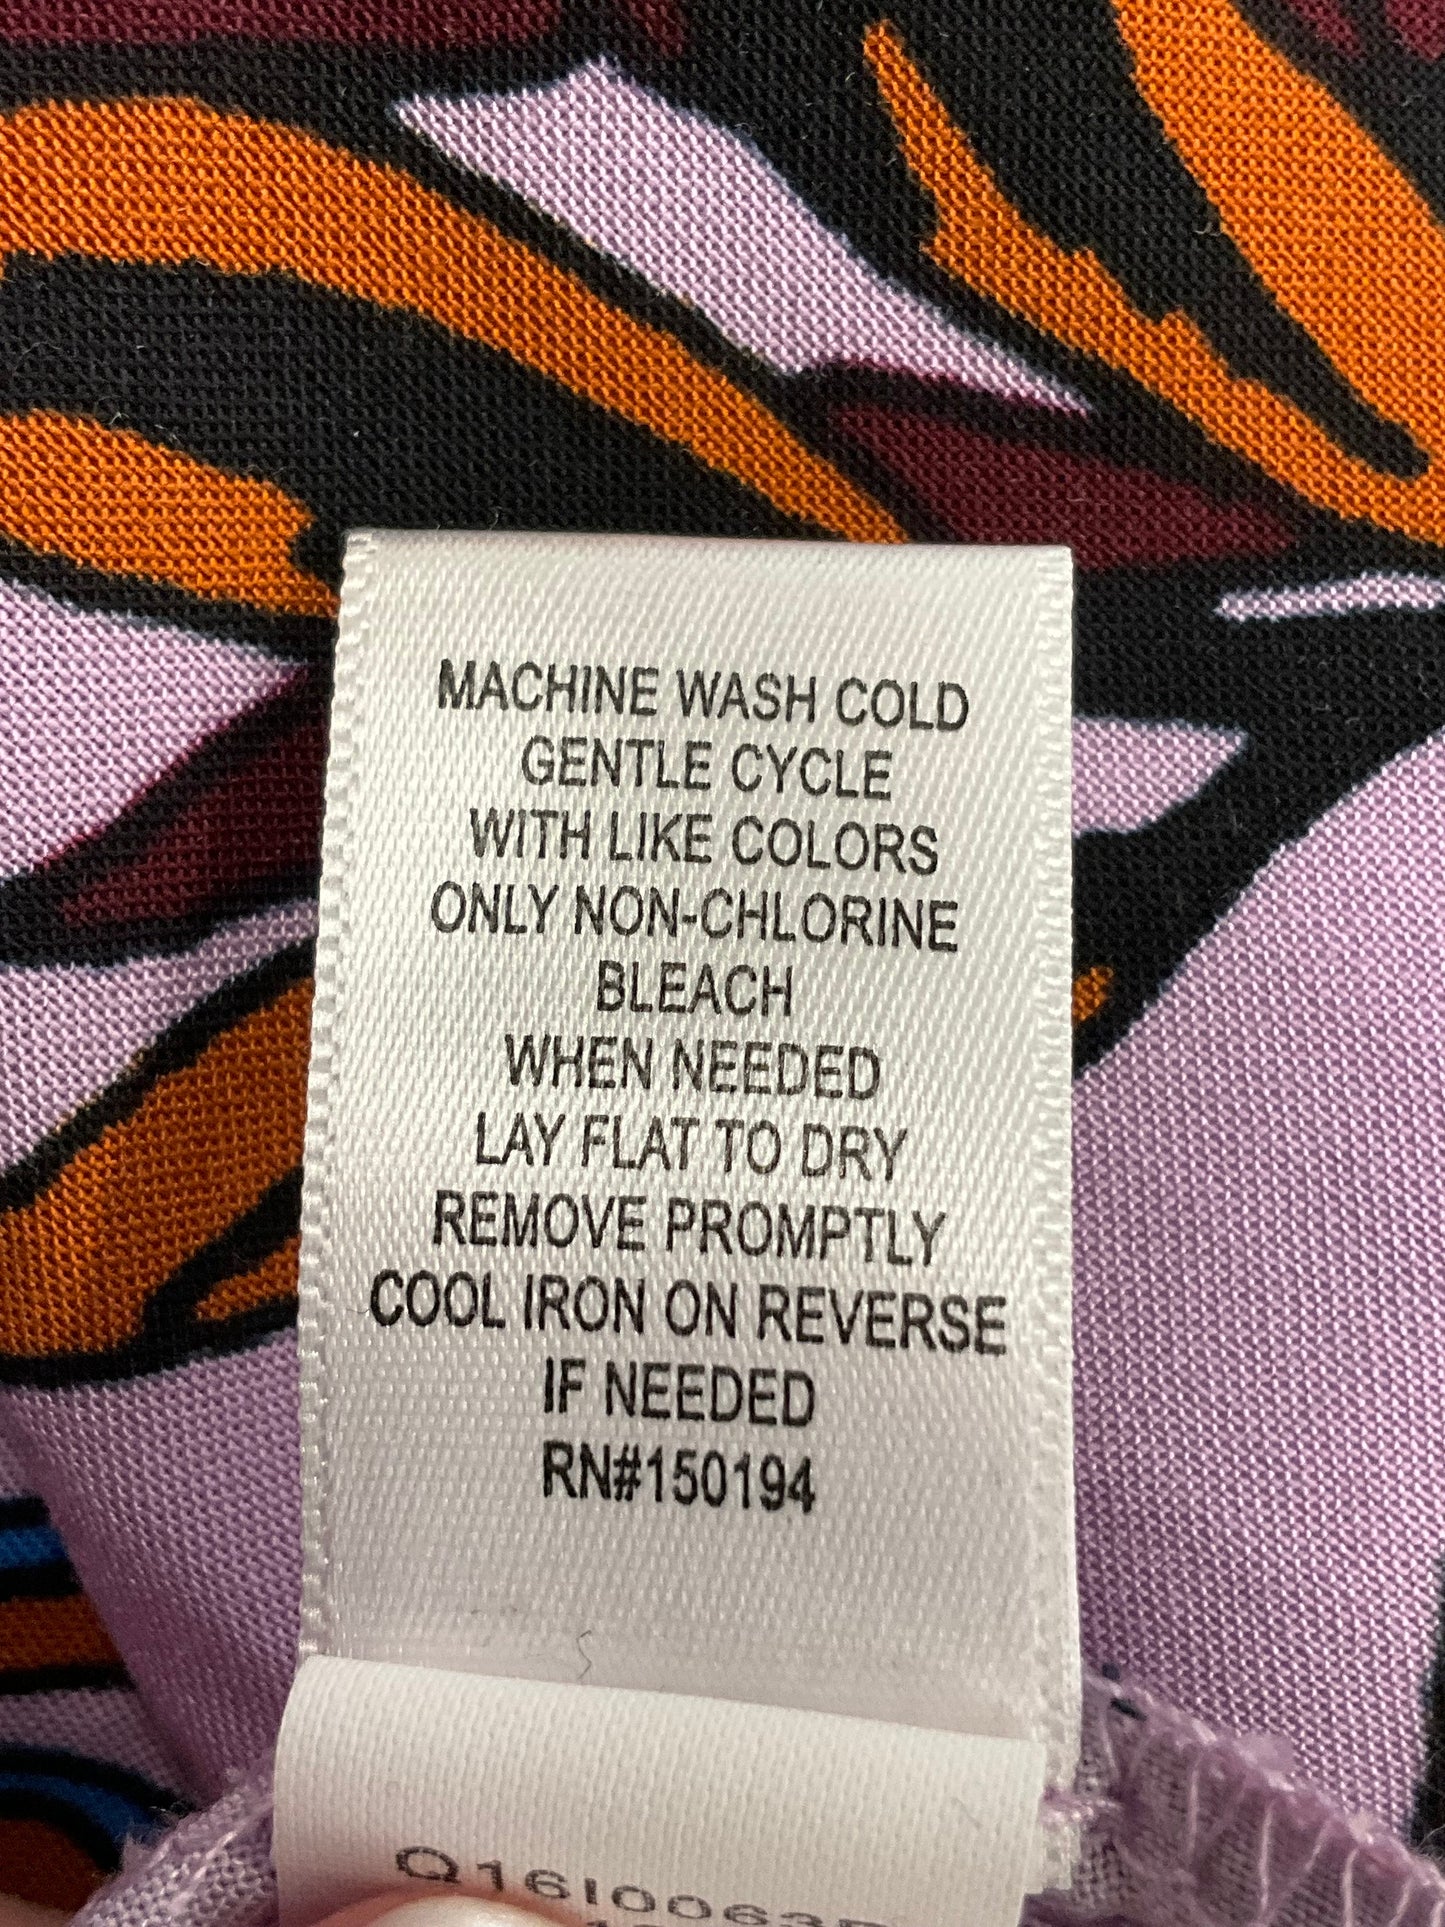 MACHINE WASH COLD
GENTLE CYCLE
WITH LIKE COLORS
ONLY NON-CHLORINE
BLEACH
WHEN NEEDED
LAY FLAT TO DRY
REMOVE PROMPTLY
COOL IRON ON REVERSE
IF NEEDED
RN#150194